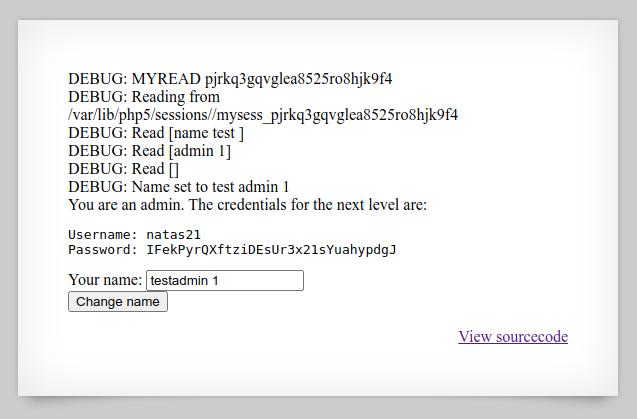 DEBUG: MYREAD pjrkq3gqvglea8525ro8hjk9f4
DEBUG: Reading from
/var/lib/php5/sessions//mysess_pjrkq3gqvglea8525ro8hjk9f4
DEBUG: Read [name test ]
DEBUG: Read [admin 1]
DEBUG: Read []
DEBUG: Name set to test admin 1
You are an admin. The credentials for the next level are:
Username: natas21
Password: IFekPyrQXftziDEsUr3x21sYuahypdgJ
Your name: testadmin 1
Change name
View sourcecode